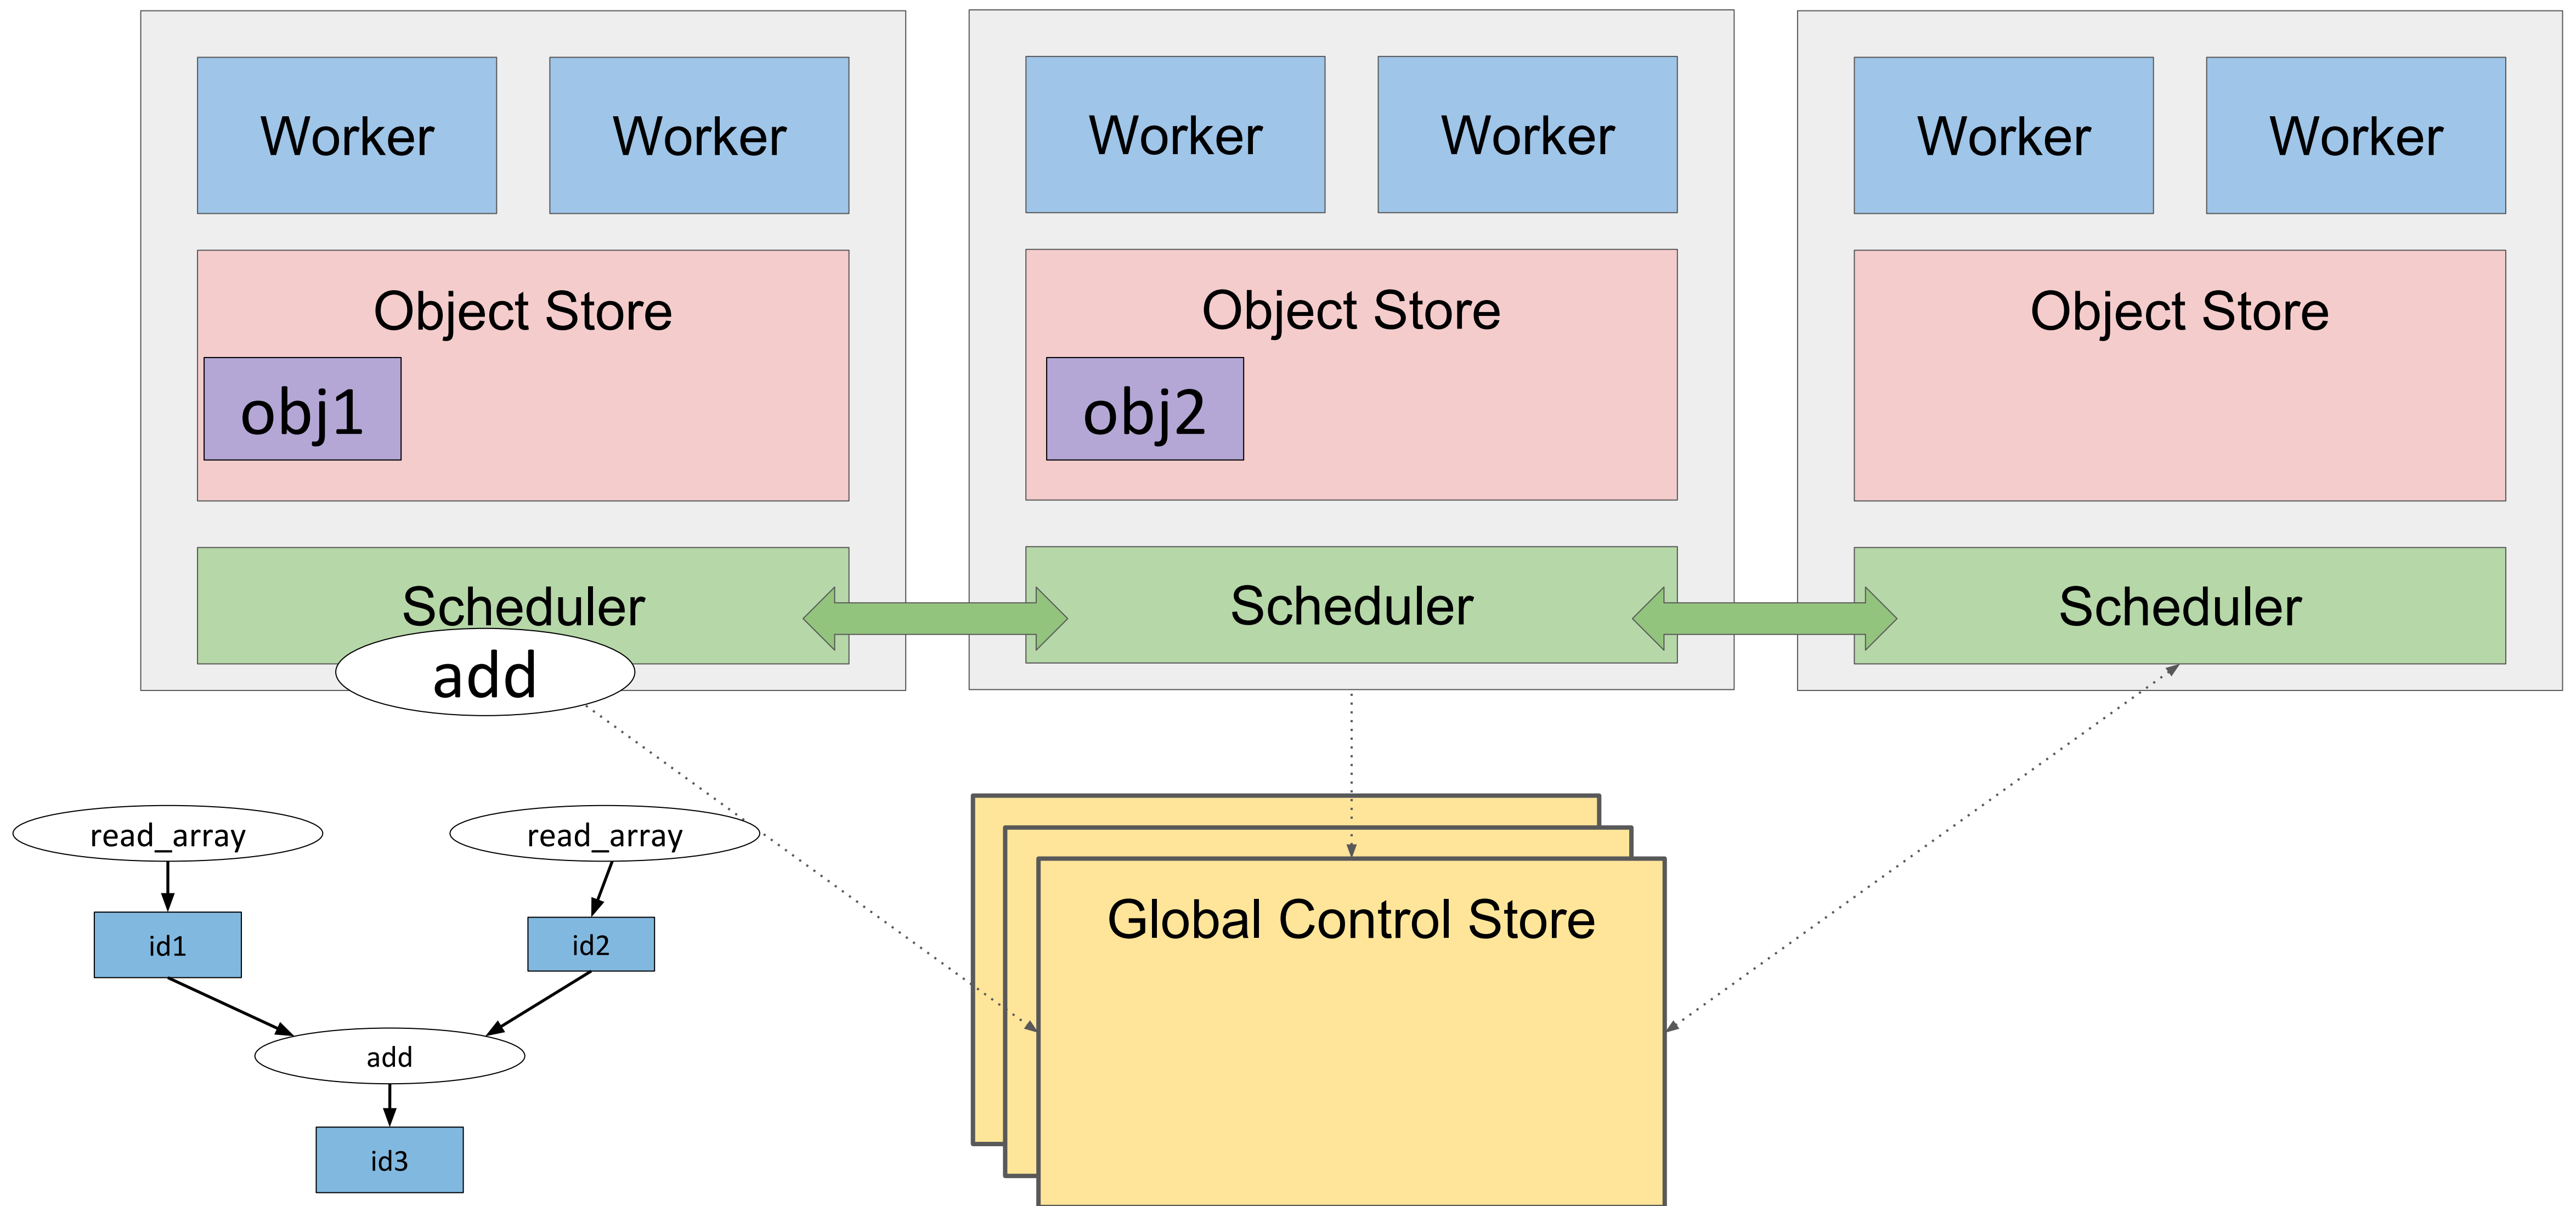 Worker
Worker
Worker
Worker
Worker
Worker
Object Store
Object Store
Object Store
obj1
obj2
Scheduler
Scheduler
Scheduler
add
read_array
read_array
id1
id2
add
id3
Global Control Store